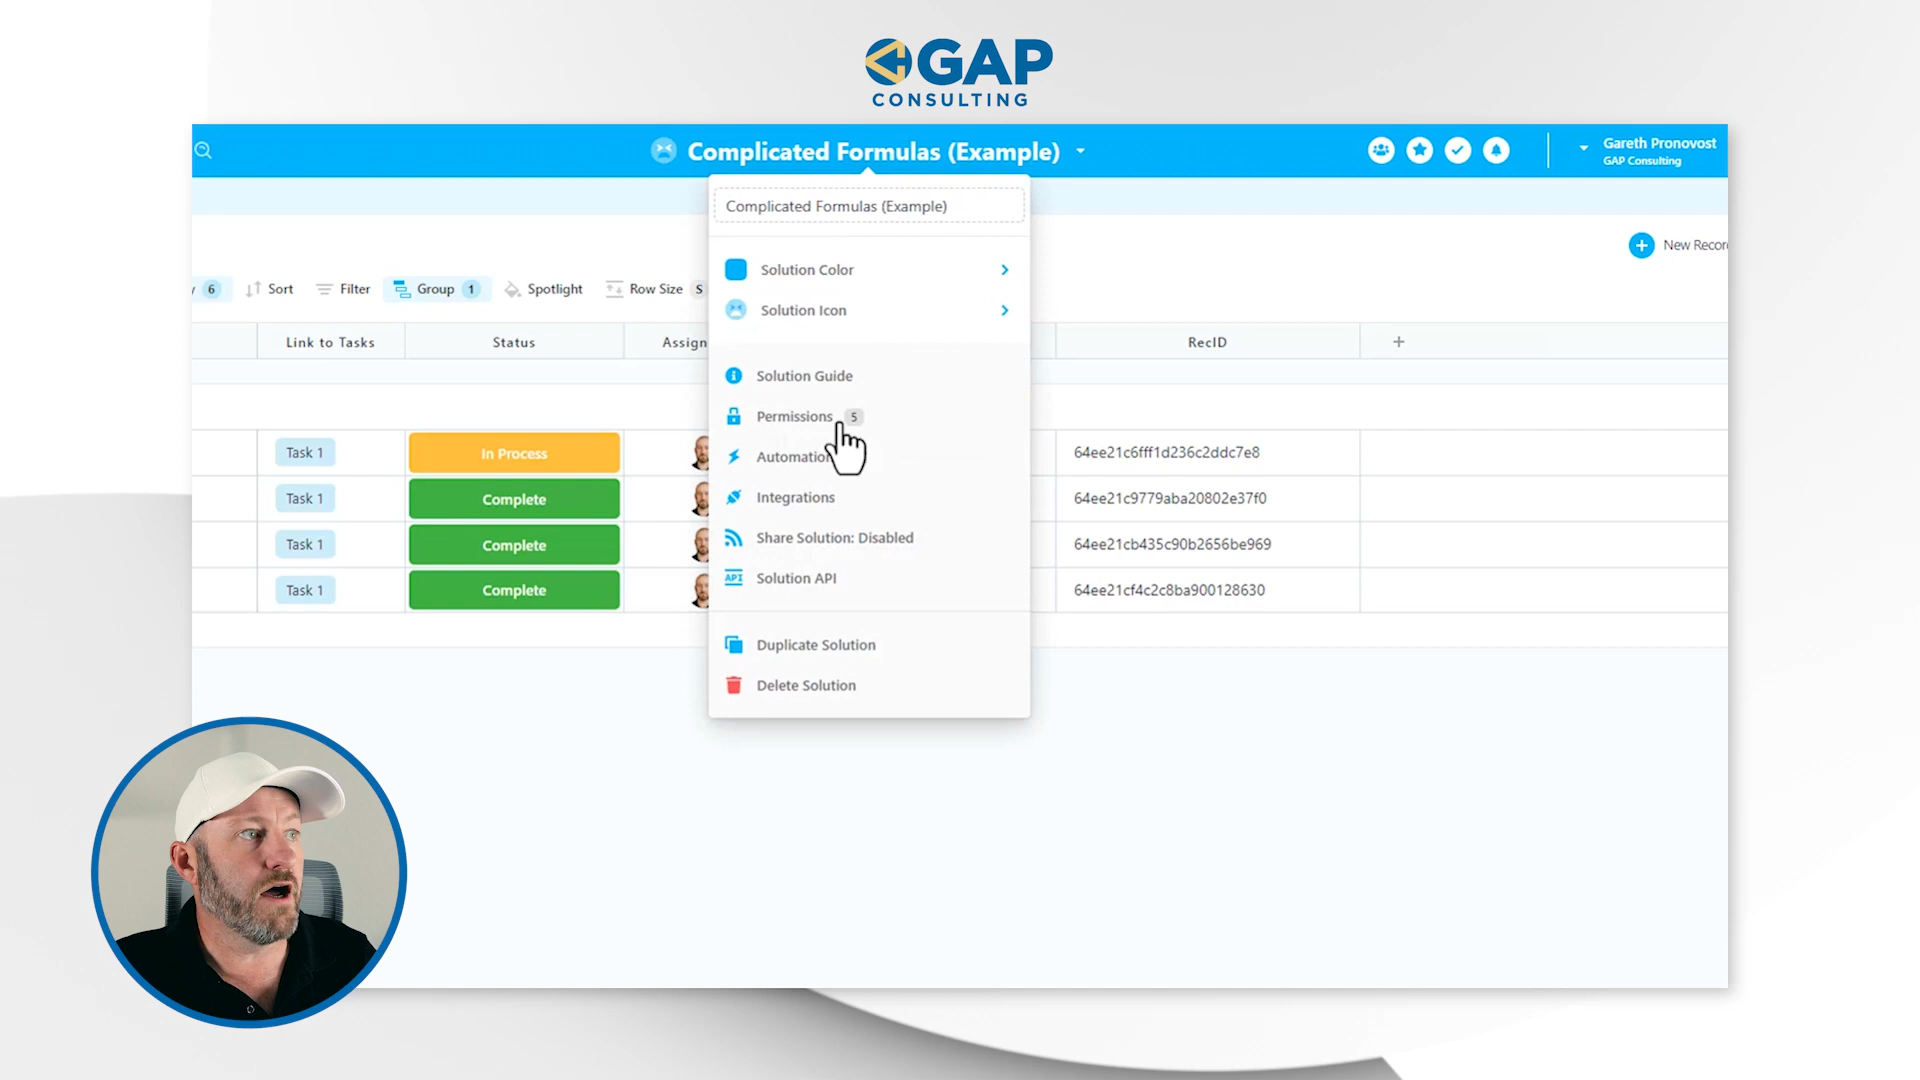 GAP
CONSULTING
Complicated Formulas (Example)
Gareth Pronovost
GAP Consulting
Complicated Formulas (Example)
New Recor
Solution Color
6 Sort Filter Group 1 Spotlight Row Size S
Solution Icon
Link to Tasks Status Assign RecID +
Solution Guide
Permissions 5
Task 1 In Process 64ee21c6fff1d236c2ddc7e8
Automation
Task 1 Complete 64ee21c9779aba20802e37f0
Integrations
Share Solution: Disabled
Task 1 Complete 64ee21cb435c90b2656be969
API Solution API
Task 1 Complete 64ee21cf4c2c8ba900128630
Duplicate Solution
Delete Solution